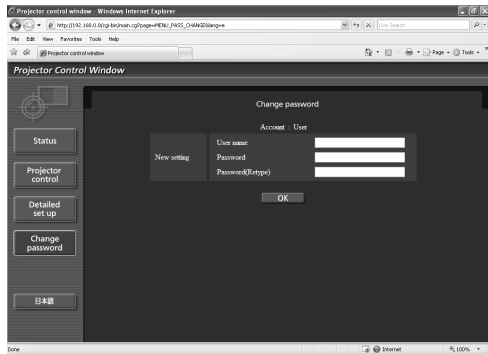 Projector control window - Windows Internet Explorer
http://192.160.0.8/cgi-bin/main.cgi?page=MENU_PASS_CHANGE&lang=e
Live Search
File Edit View Favorites Tools Help
Projector control window
Page Tools
Projector Control Window
Change password
Account : User
Status
User name
New setting
Password
Password(Retype)
Projector control
OK
Detailed set up
Change password
日本語
Done
Internet
100%